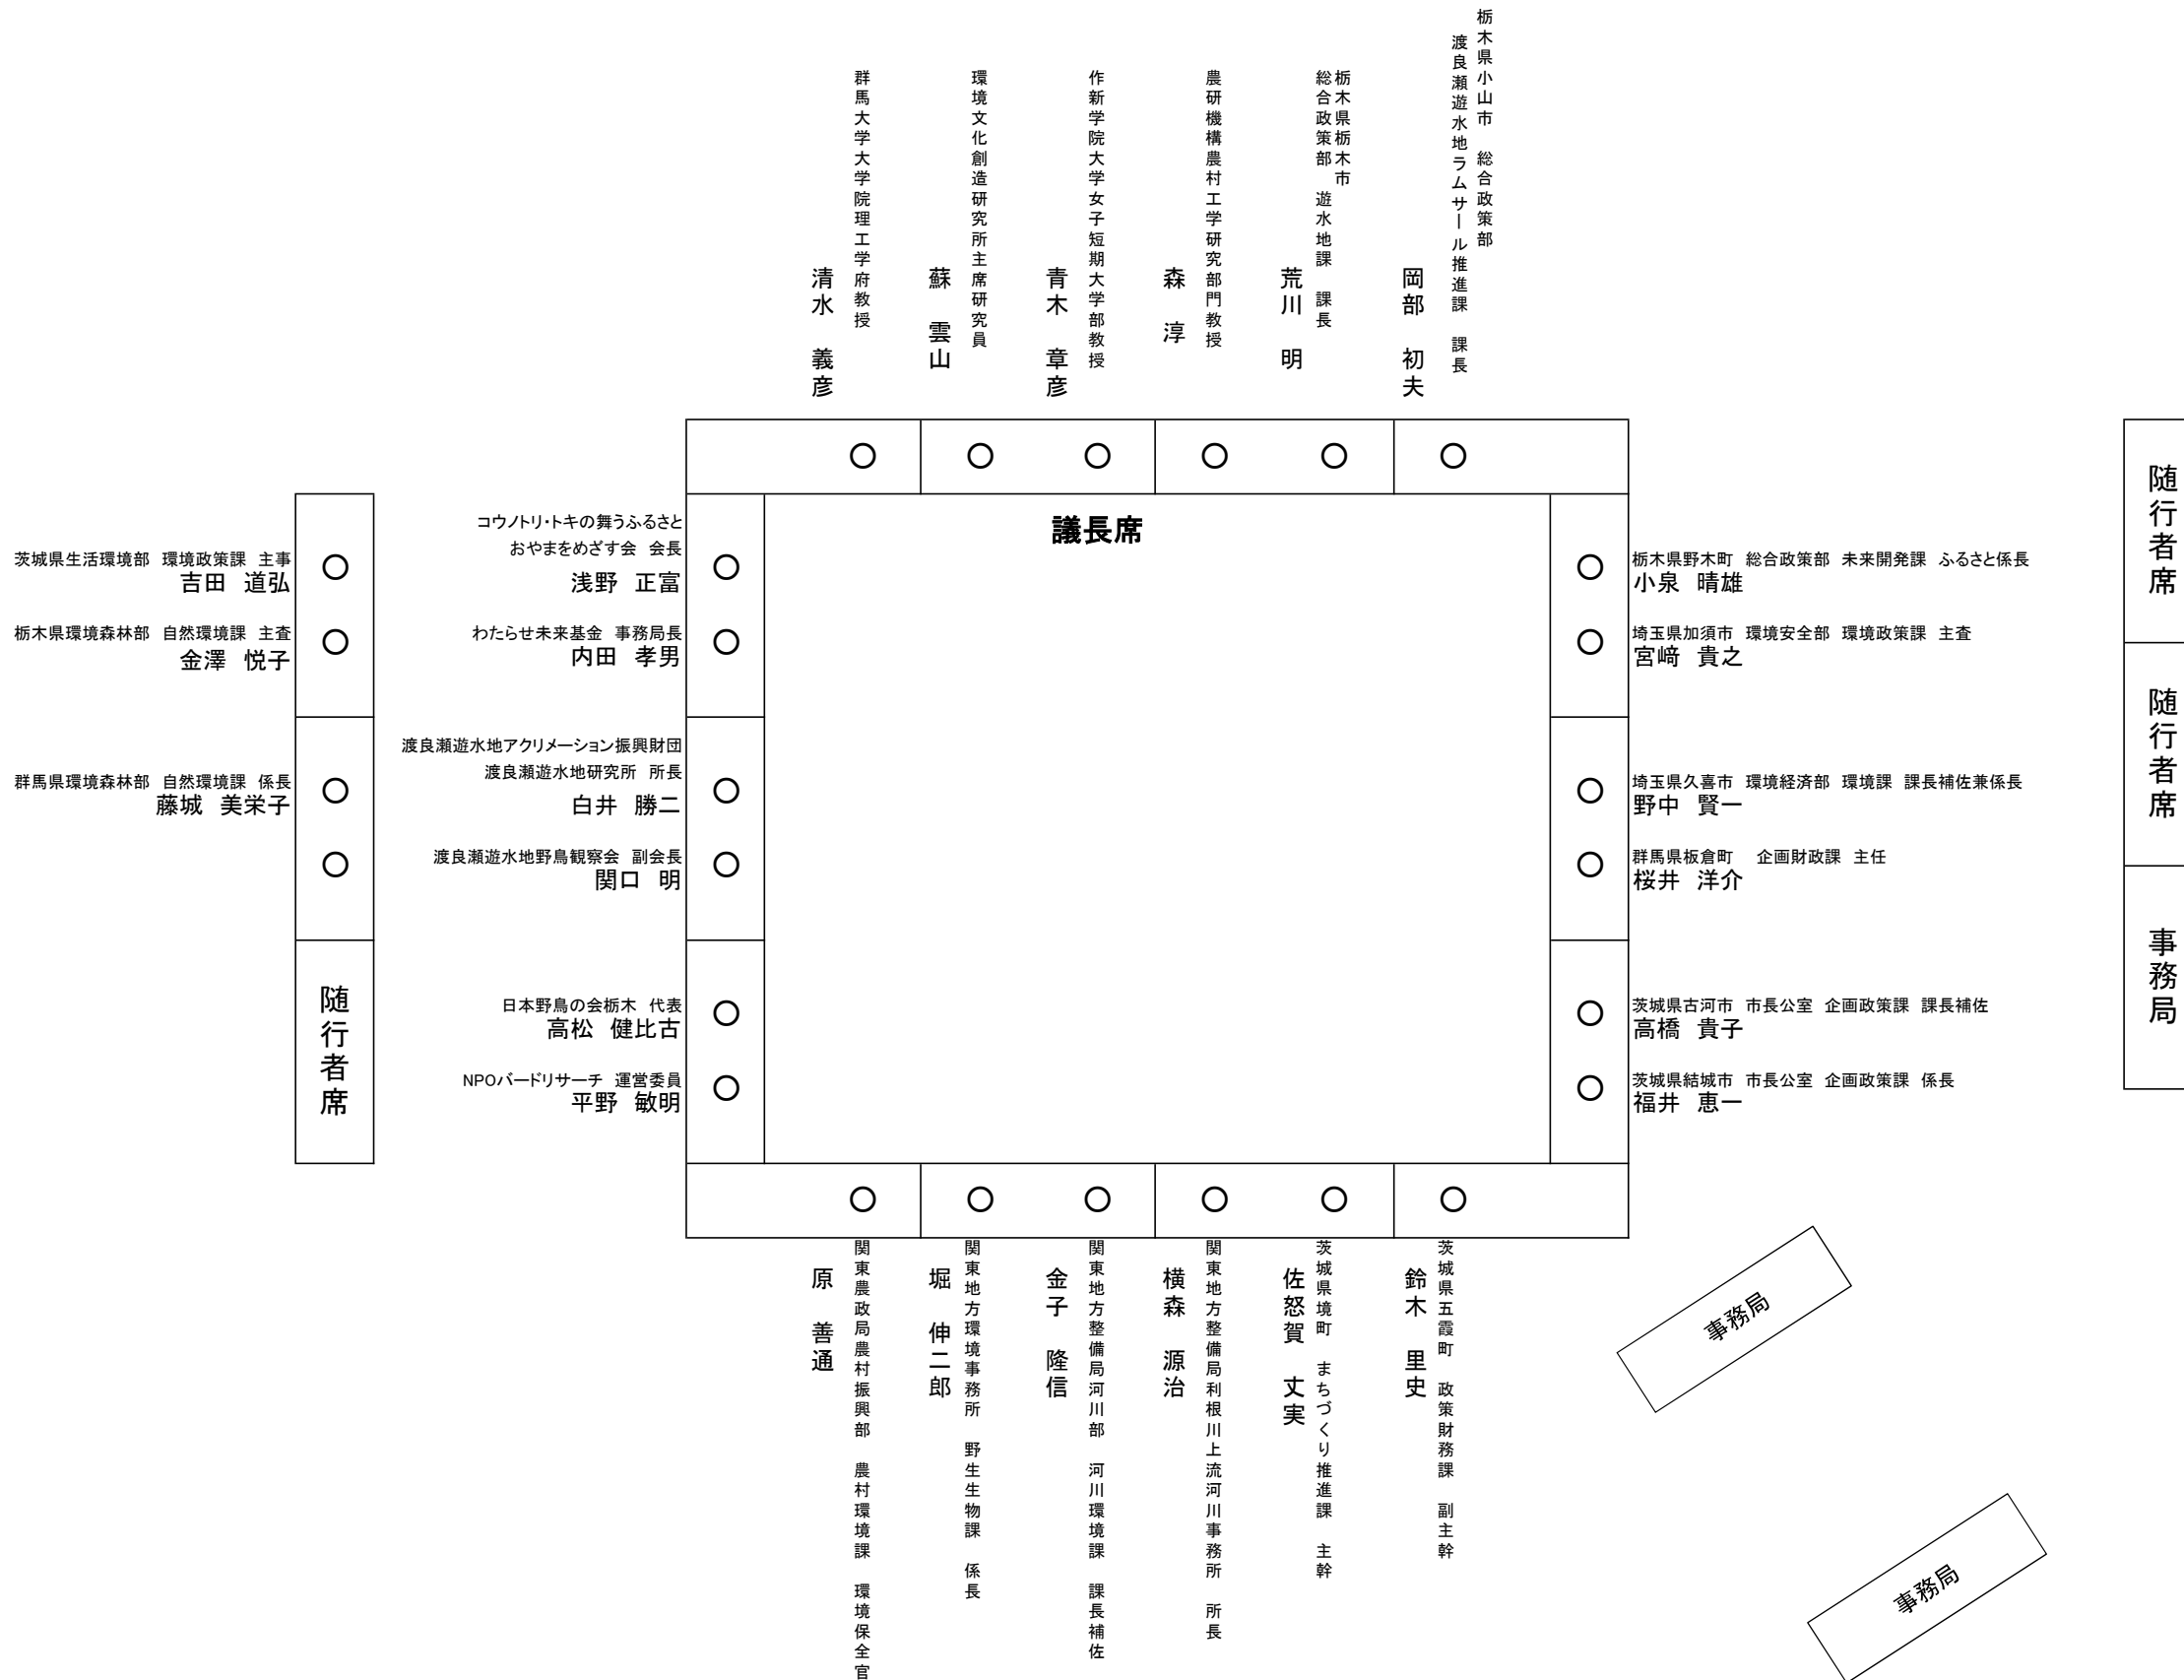 栃木県小山市　総合政策部
渡良瀬遊水地ラムサール推進課　課長
岡部　初夫
栃木県栃木市
総合政策部　遊水地課　課長
荒川　明
農研機構農村工学研究部門教授
森　淳
作新学院大学女子短期大学部教授
青木　章彦
環境文化創造研究所主席研究員
蘇　雲山
群馬大学大学院理工学府教授
清水　義彦
議長席
茨城県生活環境部　環境政策課　主事
吉田　道弘
栃木県環境森林部　自然環境課　主査
金澤　悦子
群馬県環境森林部　自然環境課　係長
藤城　美栄子
随行者席
コウノトリ・トキの舞うふるさと
おやまをめざす会　会長
浅野　正富
わたらせ未来基金　事務局長
内田　孝男
渡良瀬遊水地アクリメーション振興財団
渡良瀬遊水地研究所　所長
白井　勝二
渡良瀬遊水地野鳥観察会　副会長
関口　明
日本野鳥の会栃木　代表
高松　健比古
NPOバードリサーチ　運営委員
平野　敏明
栃木県野木町　総合政策部　未来開発課　ふるさと係長
小泉　晴雄
埼玉県加須市　環境安全部　環境政策課　主査
宮﨑　貴之
埼玉県久喜市　環境経済部　環境課　課長補佐兼係長
野中　賢一
群馬県板倉町　企画財政課　主任
桜井　洋介
茨城県古河市　市長公室　企画政策課　課長補佐
高橋　貴子
茨城県結城市　市長公室　企画政策課　係長
福井　恵一
随行者席
随行者席
事務局
茨城県五霞町　政策財務課　副主幹
鈴木　里史
茨城県境町　まちづくり推進課　主幹
佐怒賀　丈実
関東地方整備局利根川上流河川事務所　所長
横森　源治
関東地方整備局河川部　河川環境課　課長補佐
金子　隆信
関東地方環境事務所　野生生物課　係長
堀　伸二郎
関東農政局農村振興部　農村環境課　環境保全官
原　善通
事務局
事務局